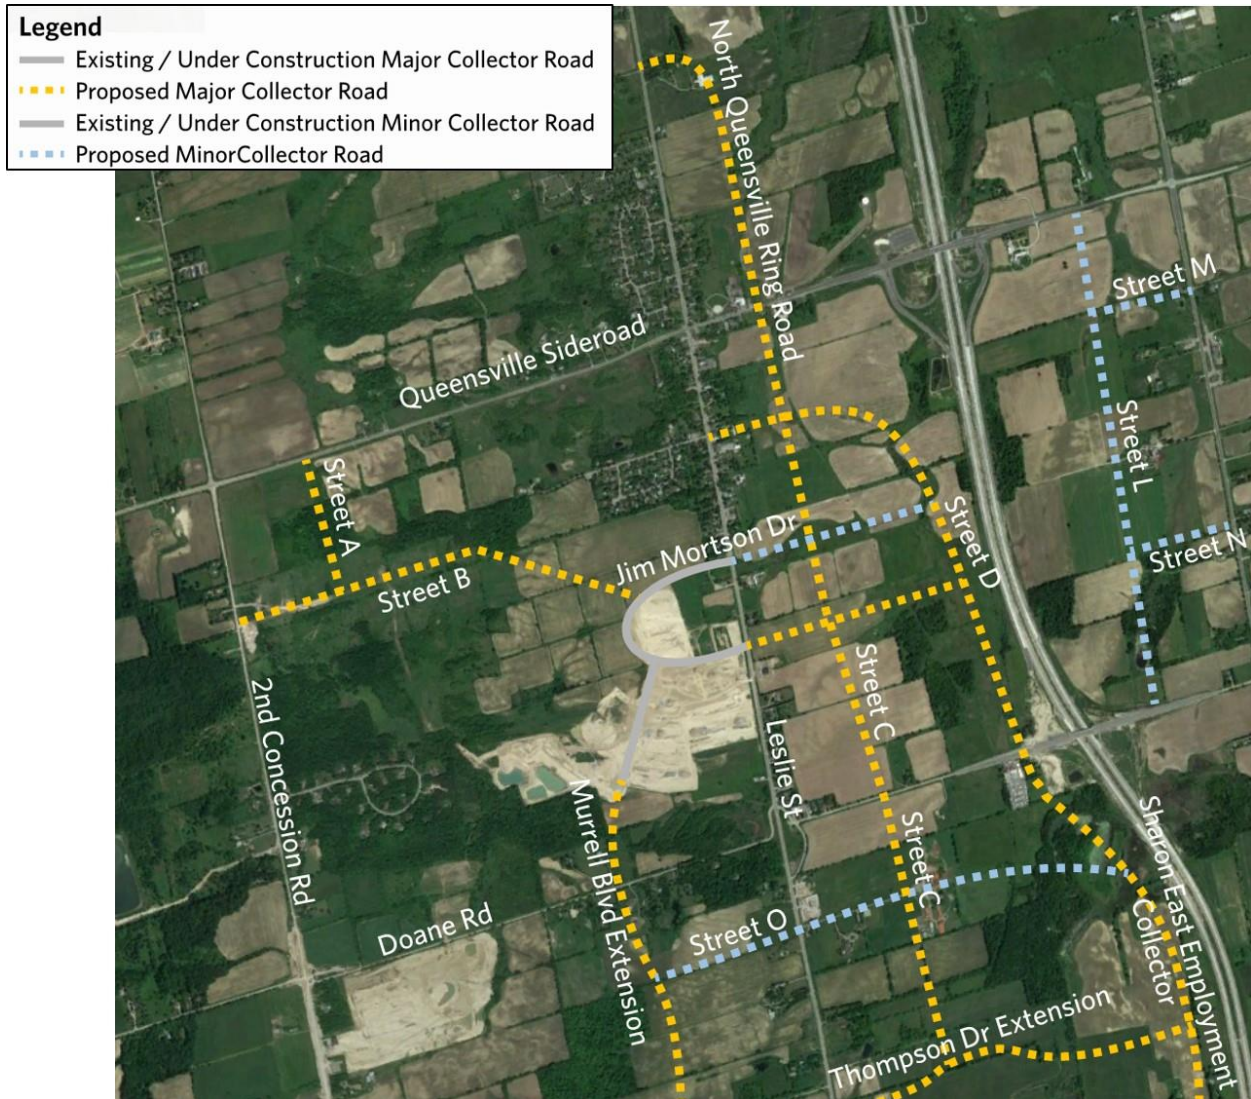 Legend
Existing / Under Construction Major Collector Road
Proposed Major Collector Road
Existing / Under Construction Minor Collector Road
Proposed MinorCollector Road
North Queensville Ring Road
Street M
Queensville Sideroad
Street L
Street A
Street D
Jim Mortson Dr
Street N
Street B
Street C
2nd Concession Rd
Leslie St
Murrell Blvd Extension
Street C
Sharon East Employment
Collector
Doane Rd
Street O
Thompson Dr Extension